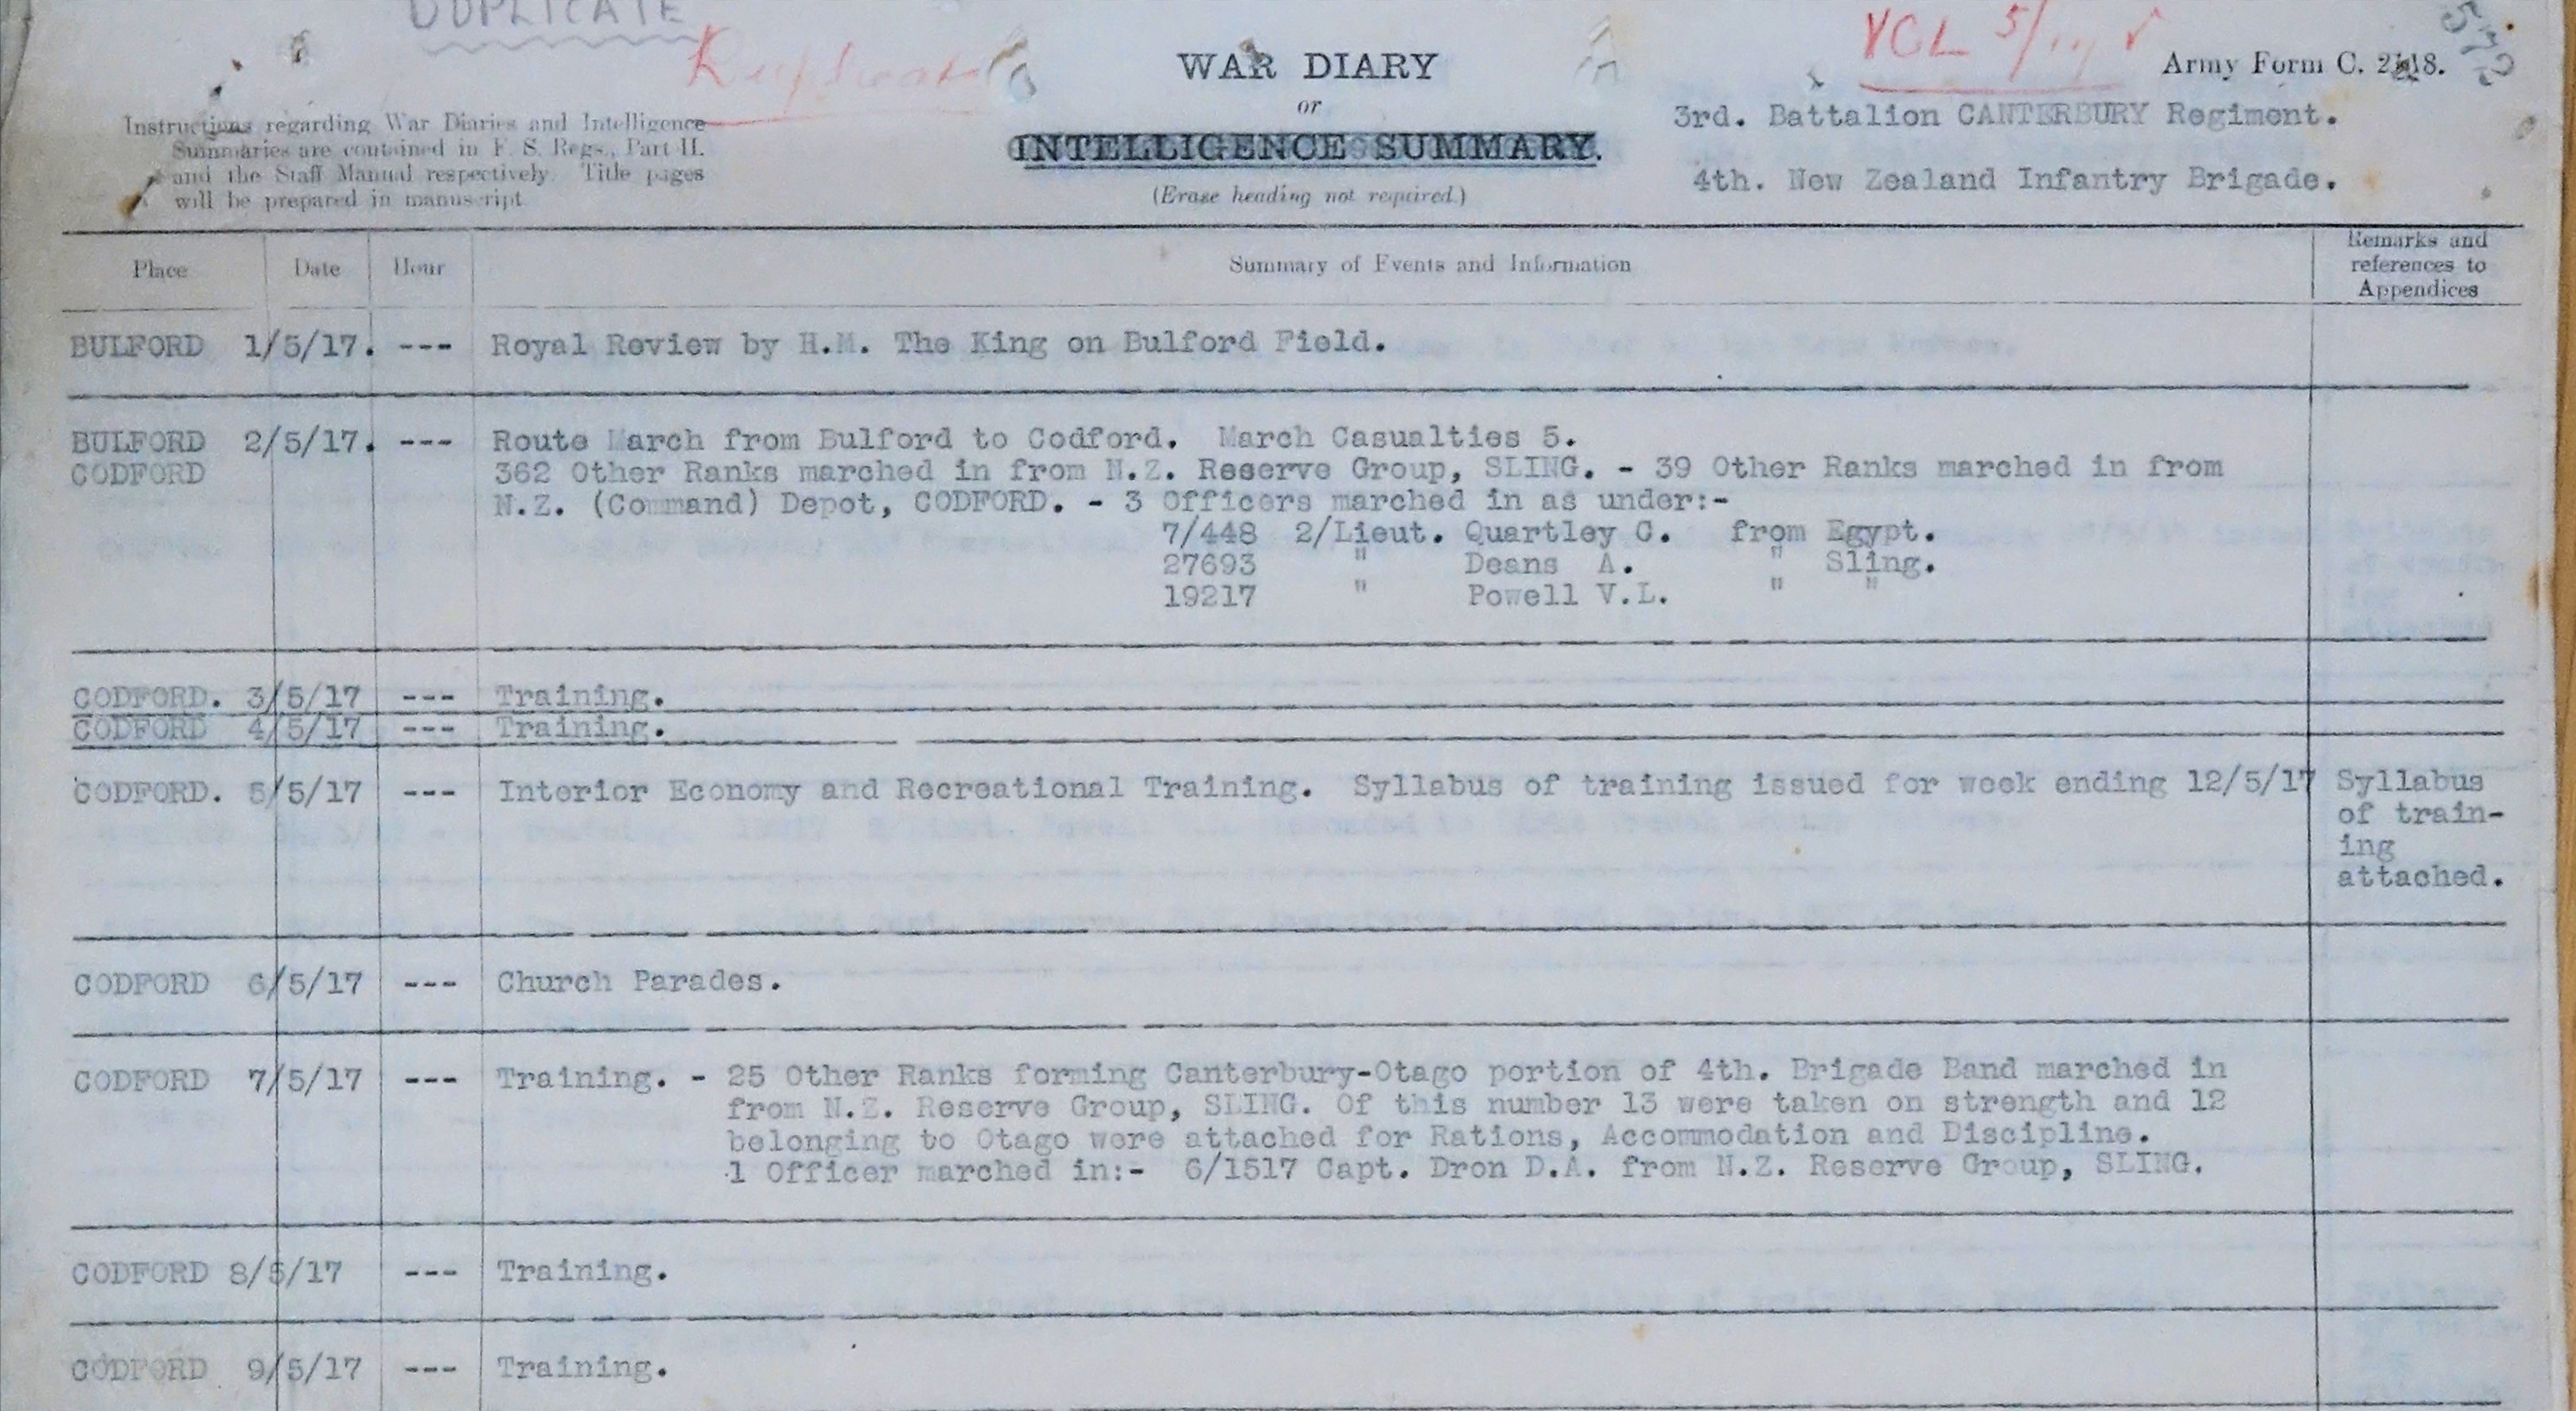 DUPLICATE
WAR DIARY
or
INTELLIGENCE SUMMARY.
(Erase heading not required.)
Instructions regarding War Diaries and Intelligence
Summaries are contained in F. S. Regs., Part II.
and the Staff Manual respectively. Title pages
will be prepared in manuscript.
Army Form C. 2118.
3rd. Battalion CANTERBURY Regiment.
4th. New Zealand Infantry Brigade.
Place Date Hour Summary of Events and Information Remarks and references to Appendices
BULFORD 1/5/17. --- Royal Review by H.M. The King on Bulford Field.
BULFORD 2/5/17. --- Route March from Bulford to Codford. March Casualties 5.
CODFORD 362 Other Ranks marched in from N.Z. Reserve Group, SLING. - 39 Other Ranks marched in from
N.Z. (Command) Depot, CODFORD. - 3 Officers marched in as under:-
7/448 2/Lieut. Quartley C. from Egypt.
27693 " Deans A. " Sling.
19217 " Powell V.L. " "
CODFORD. 3/5/17 --- Training.
CODFORD 4/5/17 --- Training.
CODFORD. 5/5/17 --- Interior Economy and Recreational Training. Syllabus of training issued for week ending 12/5/17 Syllabus
of train-
ing
attached.
CODFORD 6/5/17 --- Church Parades.
CODFORD 7/5/17 --- Training. - 25 Other Ranks forming Canterbury-Otago portion of 4th. Brigade Band marched in
from N.Z. Reserve Group, SLING. Of this number 13 were taken on strength and 12
belonging to Otago were attached for Rations, Accommodation and Discipline.
1 Officer marched in:- 6/1517 Capt. Dron D.A. from N.Z. Reserve Group, SLING.
CODFORD 8/5/17 --- Training.
CODFORD 9/5/17 --- Training.